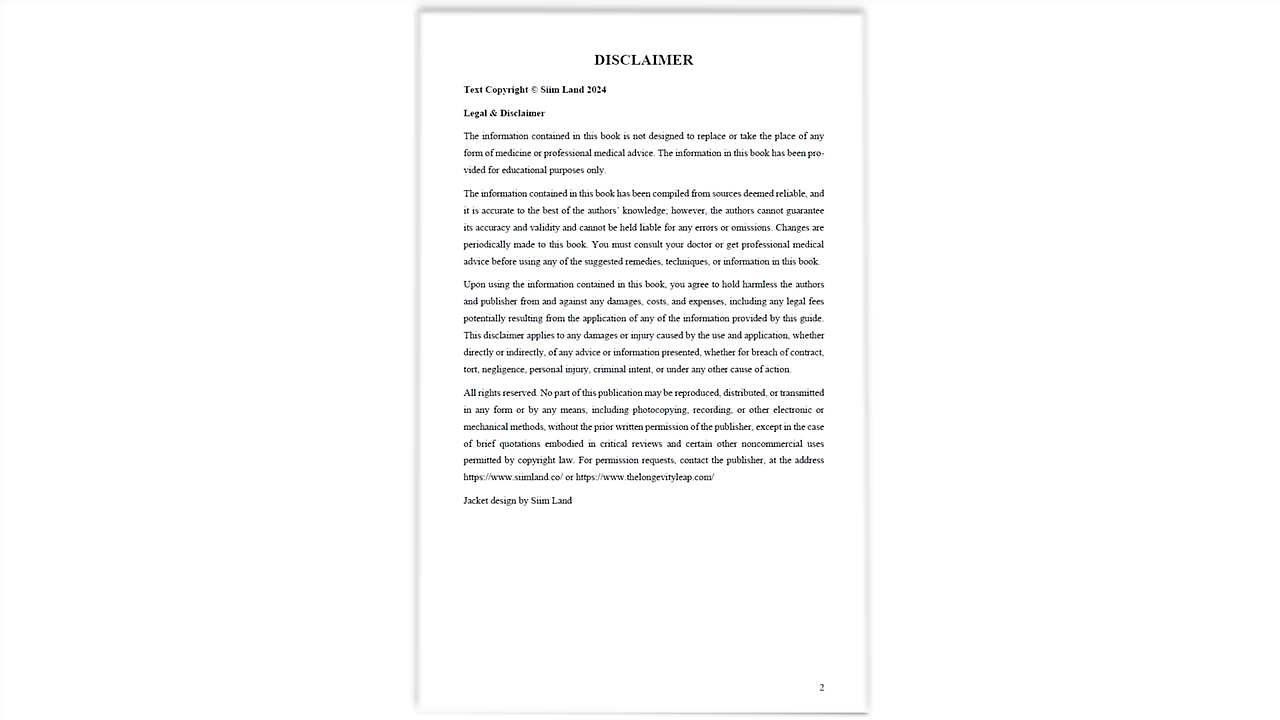 DISCLAIMER
Text Copyright © Siim Land 2024
Legal & Disclaimer
The information contained in this book is not designed to replace or take the place of any
form of medicine or professional medical advice. The information in this book has been pro-
vided for educational purposes only.
The information contained in this book has been compiled from sources deemed reliable, and
it is accurate to the best of the authors' knowledge; however, the authors cannot guarantee
its accuracy and validity and cannot be held liable for any errors or omissions. Changes are
periodically made to this book. You must consult your doctor or get professional medical
advice before using any of the suggested remedies, techniques, or information in this book.
Upon using the information contained in this book, you agree to hold harmless the authors
and publisher from and against any damages, costs, and expenses, including any legal fees
potentially resulting from the application of any of the information provided by this guide.
This disclaimer applies to any damages or injury caused by the use and application, whether
directly or indirectly, of any advice or information presented, whether for breach of contract,
tort, negligence, personal injury, criminal intent, or under any other cause of action.
All rights reserved. No part of this publication may be reproduced, distributed, or transmitted
in any form or by any means, including photocopying, recording, or other electronic or
mechanical methods, without the prior written permission of the publisher, except in the case
of brief quotations embodied in critical reviews and certain other noncommercial uses
permitted by copyright law. For permission requests, contact the publisher, at the address
https://www.siimland.co/ or https://www.thelongevityleap.com/
Jacket design by Siim Land
2